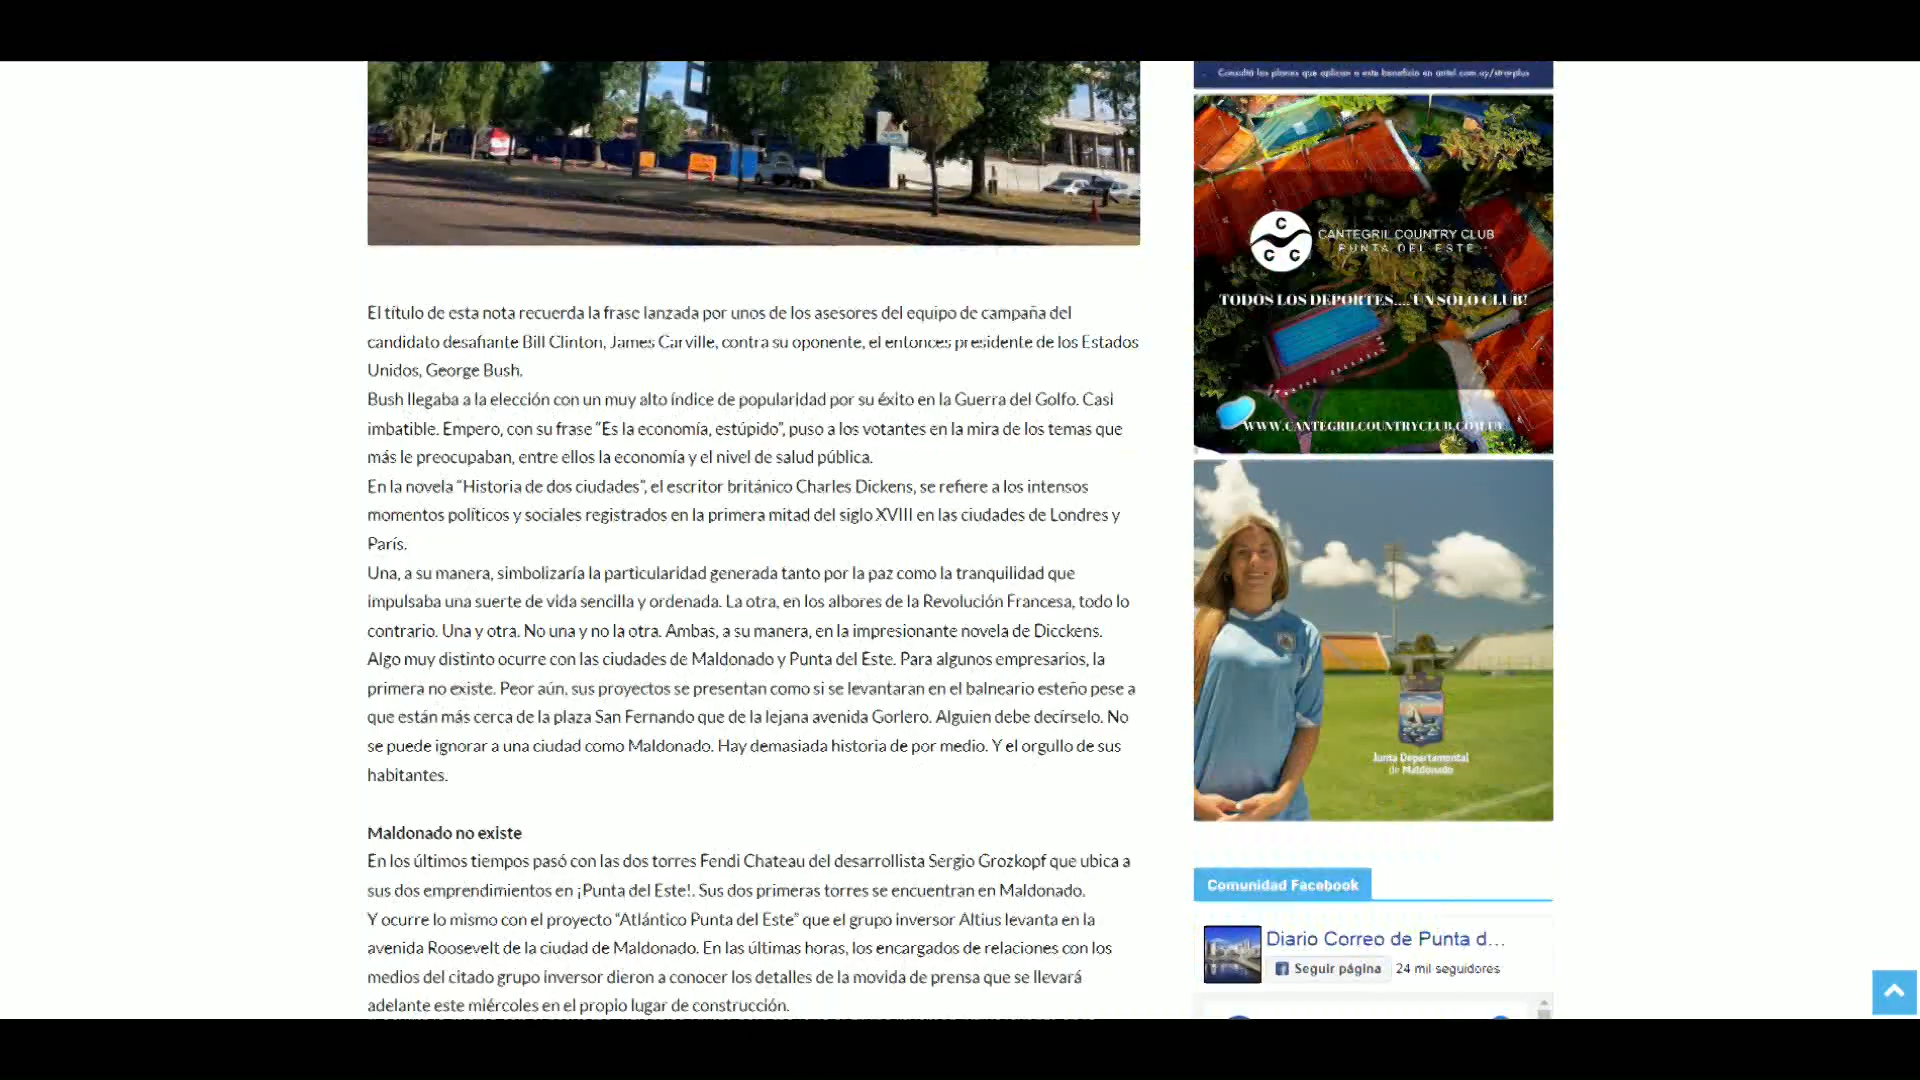 Consultá los planes que aplican a este beneficio en antel.com.uy/starplus
C
C C
CANTEGRIL COUNTRY CLUB
PUNTA DEL ESTE
TODOS LOS DEPORTES....UN SOLO CLUB!
WWW.CANTEGRILCOUNTRYCLUB.COM.UY
El título de esta nota recuerda la frase lanzada por unos de los asesores del equipo de campaña del
candidato desafiante Bill Clinton, James Carville, contra su oponente, el entonces presidente de los Estados
Unidos, George Bush.
Bush llegaba a la elección con un muy alto índice de popularidad por su éxito en la Guerra del Golfo. Casi
imbatible. Empero, con su frase “Es la economía, estúpido”, puso a los votantes en la mira de los temas que
más le preocupaban, entre ellos la economía y el nivel de salud pública.
En la novela “Historia de dos ciudades”, el escritor británico Charles Dickens, se refiere a los intensos
momentos políticos y sociales registrados en la primera mitad del siglo XVIII en las ciudades de Londres y
París.
Una, a su manera, simbolizaría la particularidad generada tanto por la paz como la tranquilidad que
impulsaba una suerte de vida sencilla y ordenada. La otra, en los albores de la Revolución Francesa, todo lo
contrario. Una y otra. No una y no la otra. Ambas, a su manera, en la impresionante novela de Dicckens.
Algo muy distinto ocurre con las ciudades de Maldonado y Punta del Este. Para algunos empresarios, la
primera no existe. Peor aún, sus proyectos se presentan como si se levantaran en el balneario esteño pese a
que están más cerca de la plaza San Fernando que de la lejana avenida Gorlero. Alguien debe decírselo. No
se puede ignorar a una ciudad como Maldonado. Hay demasiada historia de por medio. Y el orgullo de sus
habitantes.
Maldonado no existe
En los últimos tiempos pasó con las dos torres Fendi Chateau del desarrollista Sergio Grozkopf que ubica a
sus dos emprendimientos en ¡Punta del Este!. Sus dos primeras torres se encuentran en Maldonado.
Y ocurre lo mismo con el proyecto “Atlántico Punta del Este” que el grupo inversor Altius levanta en la
avenida Roosevelt de la ciudad de Maldonado. En las últimas horas, los encargados de relaciones con los
medios del citado grupo inversor dieron a conocer los detalles de la movida de prensa que se llevará
adelante este miércoles en el propio lugar de construcción.
Junta Departamental
de Maldonado
Comunidad Facebook
Diario Correo de Punta d...
Seguir página
24 mil seguidores